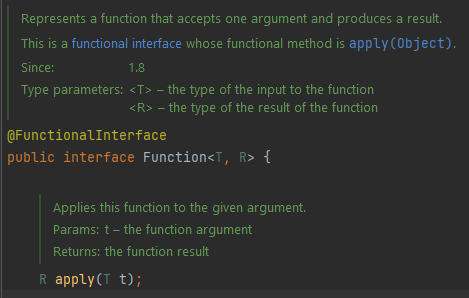 Represents a function that accepts one argument and produces a result.
This is a functional interface whose functional method is apply(Object).
Since: 1.8
Type parameters: <T> – the type of the input to the function
<R> – the type of the result of the function
@FunctionalInterface
public interface Function<T, R> {
Applies this function to the given argument.
Params: t – the function argument
Returns: the function result
R apply(T t);